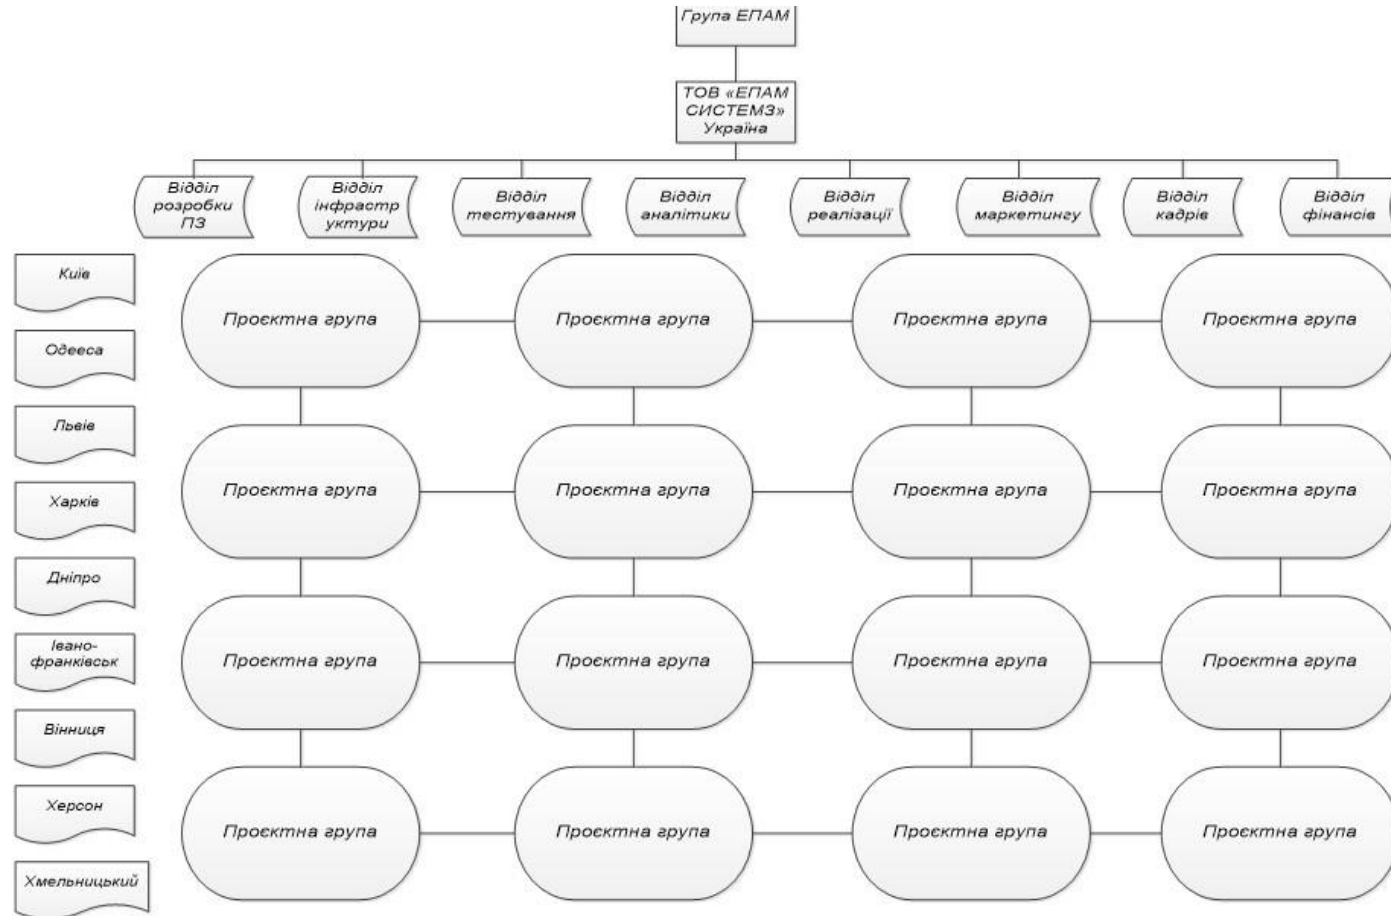 Група ЕПАМ
ТОВ «ЕПАМ
СИСТЕМЗ»
Україна
Відділ
розробки
ПЗ
Відділ
інфрастр
уктури
Відділ
тестування
Відділ
аналітики
Відділ
реалізації
Відділ
маркетингу
Відділ
кадрів
Відділ
фінансів
Київ
Проєктна група
Проєктна група
Проєктна група
Проєктна група
Одееса
Львів
Харків
Проєктна група
Проєктна група
Проєктна група
Проєктна група
Дніпро
Івано-
франківськ
Проєктна група
Проєктна група
Проєктна група
Проєктна група
Вінниця
Херсон
Проєктна група
Проєктна група
Проєктна група
Проєктна група
Хмельницький